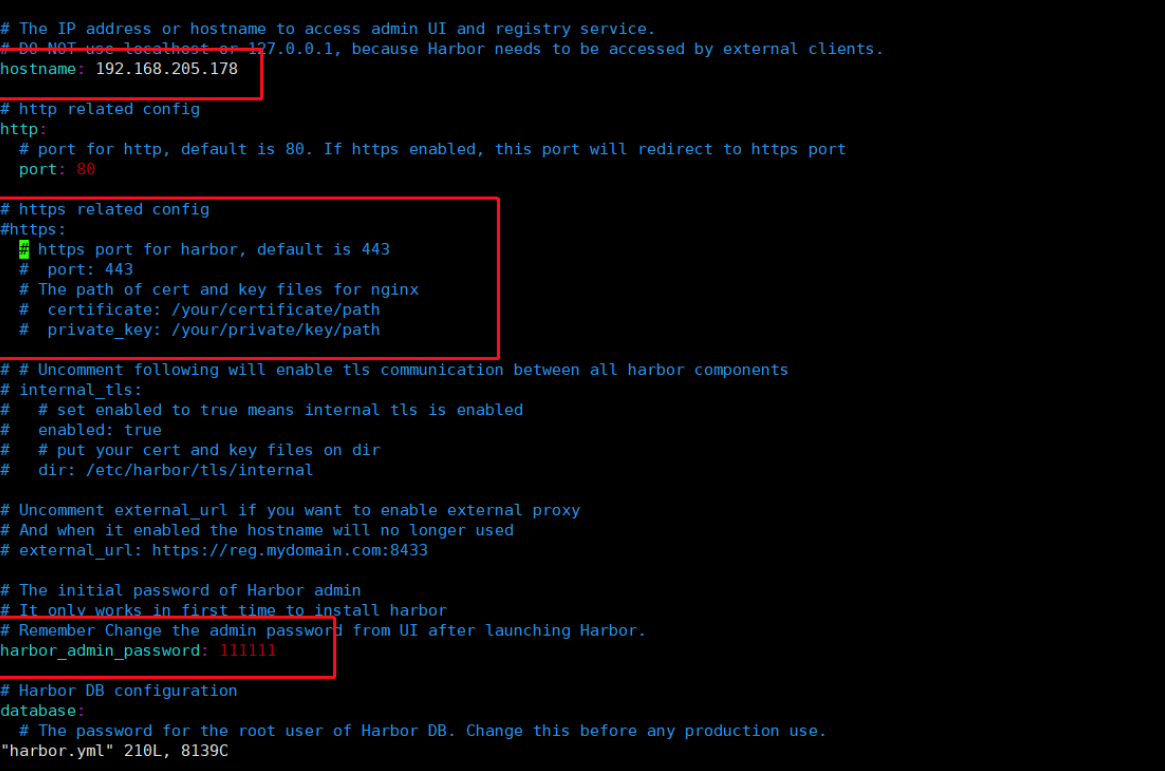 # The IP address or hostname to access admin UI and registry service.
# DO NOT use localhost or 127.0.0.1, because Harbor needs to be accessed by external clients.
hostname: 192.168.205.178
# http related config
http:
  # port for http, default is 80. If https enabled, this port will redirect to https port
  port: 80
# https related config
#https:
  # https port for harbor, default is 443
  #  port: 443
  # The path of cert and key files for nginx
  #  certificate: /your/certificate/path
  #  private_key: /your/private/key/path
# # Uncomment following will enable tls communication between all harbor components
# internal_tls:
#   # set enabled to true means internal tls is enabled
#   enabled: true
#   # put your cert and key files on dir
#   dir: /etc/harbor/tls/internal
# Uncomment external_url if you want to enable external proxy
# And when it enabled the hostname will no longer used
# external_url: https://reg.mydomain.com:8433
# The initial password of Harbor admin
# It only works in first time to install harbor
# Remember Change the admin password from UI after launching Harbor.
harbor_admin_password: 111111
# Harbor DB configuration
database:
  # The password for the root user of Harbor DB. Change this before any production use.
"harbor.yml" 210L, 8139C